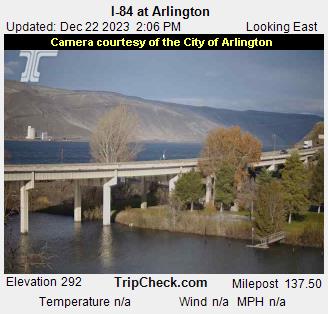 I-84 at Arlington
Updated: Dec 22 2023 2:06 PM Looking East
Camera courtesy of the City of Arlington
Elevation 292 TripCheck.com Milepost 137.50
Temperature n/a Wind n/a MPH n/a